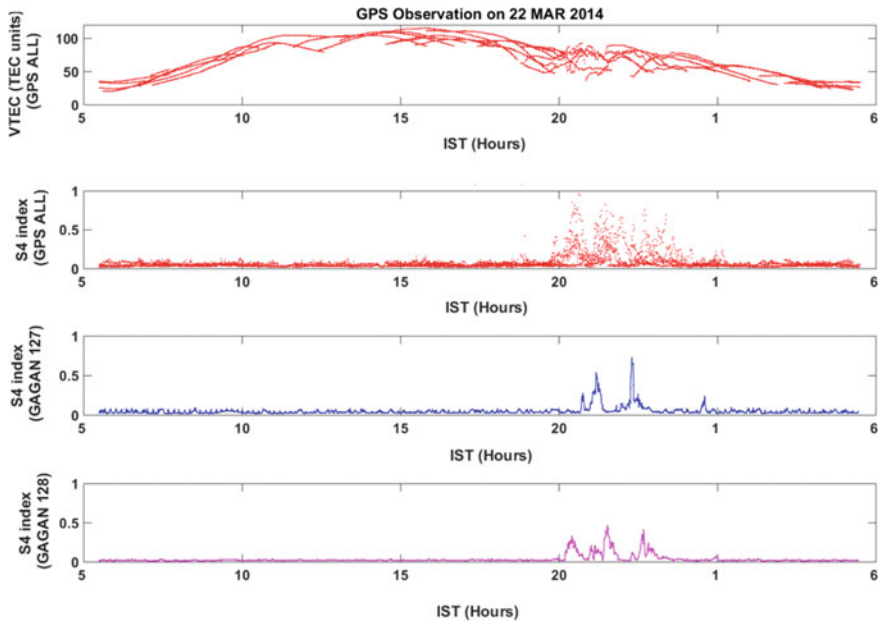 GPS Observation on 22 MAR 2014
VTEC (TEC units)
(GPS ALL)
100
50
0
5 10 15 20 1 6
IST (Hours)
S4 index
(GPS ALL)
1
0.5
0
5 10 15 20 1 6
IST (Hours)
S4 index
(GAGAN 127)
1
0.5
0
5 10 15 20 1 6
IST (Hours)
S4 index
(GAGAN 128)
1
0.5
0
5 10 15 20 1 6
IST (Hours)